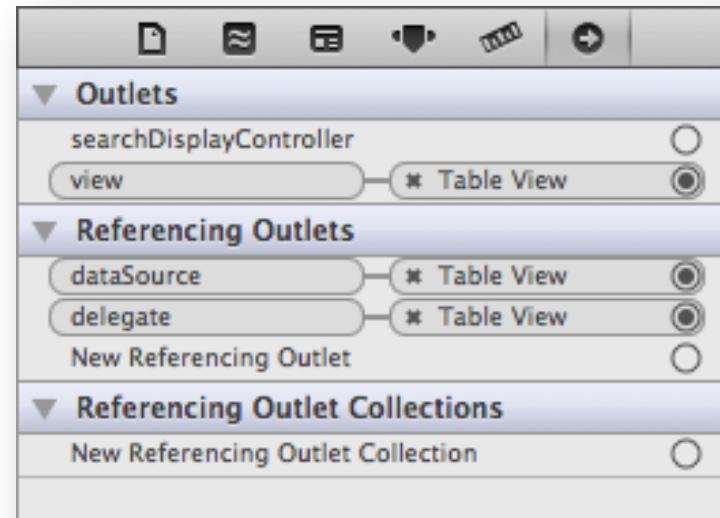 Outlets
searchDisplayController
view Table View
Referencing Outlets
dataSource Table View
delegate Table View
New Referencing Outlet
Referencing Outlet Collections
New Referencing Outlet Collection